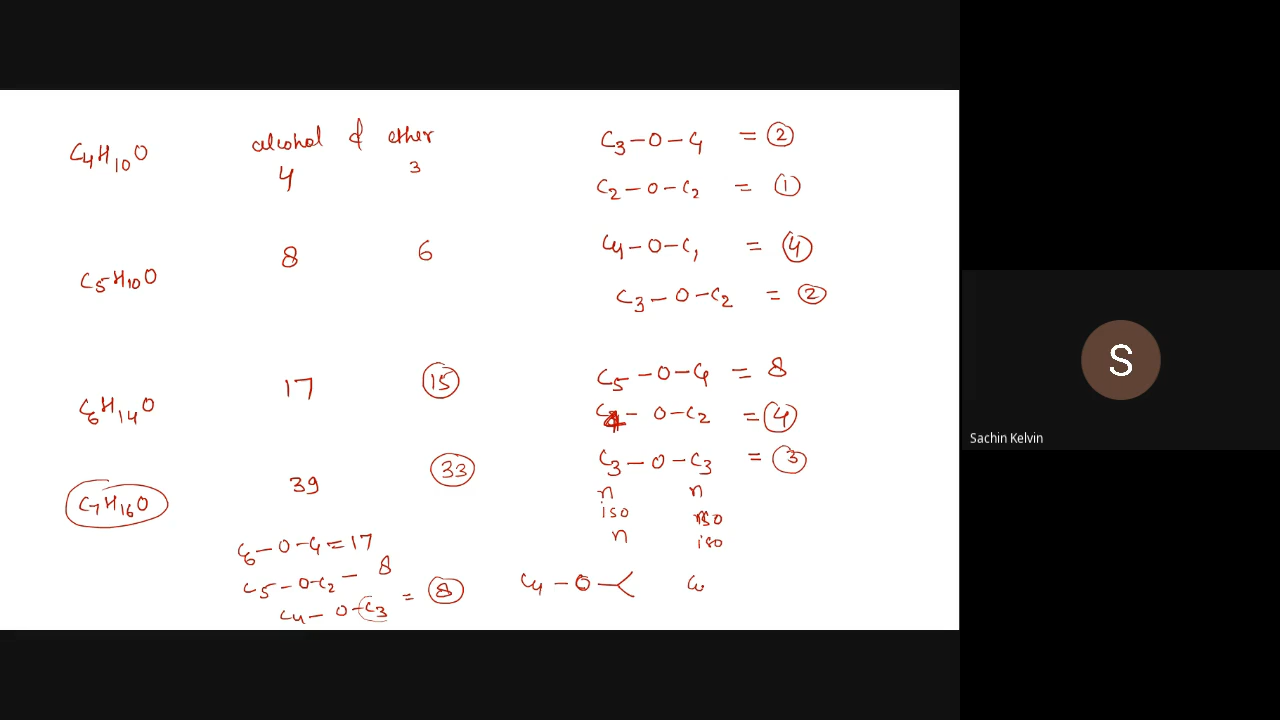 alcohol & ether
C4H10O 4 3
C3-O-C1 = 2
C2-O-C2 = 1
C5H10O 8 6
C4-O-C1 = 4
C3-O-C2 = 2
C6H14O 17 15
C5-O-C1 = 8
C4-O-C2 = 4
C3-O-C3 = 3
n n
iso iso
n iso
C7H16O 39 33
C6-O-C1 = 17
C5-O-C2 - 8
C4-O-C3 = 8
C4-O-<
Sachin Kelvin
S